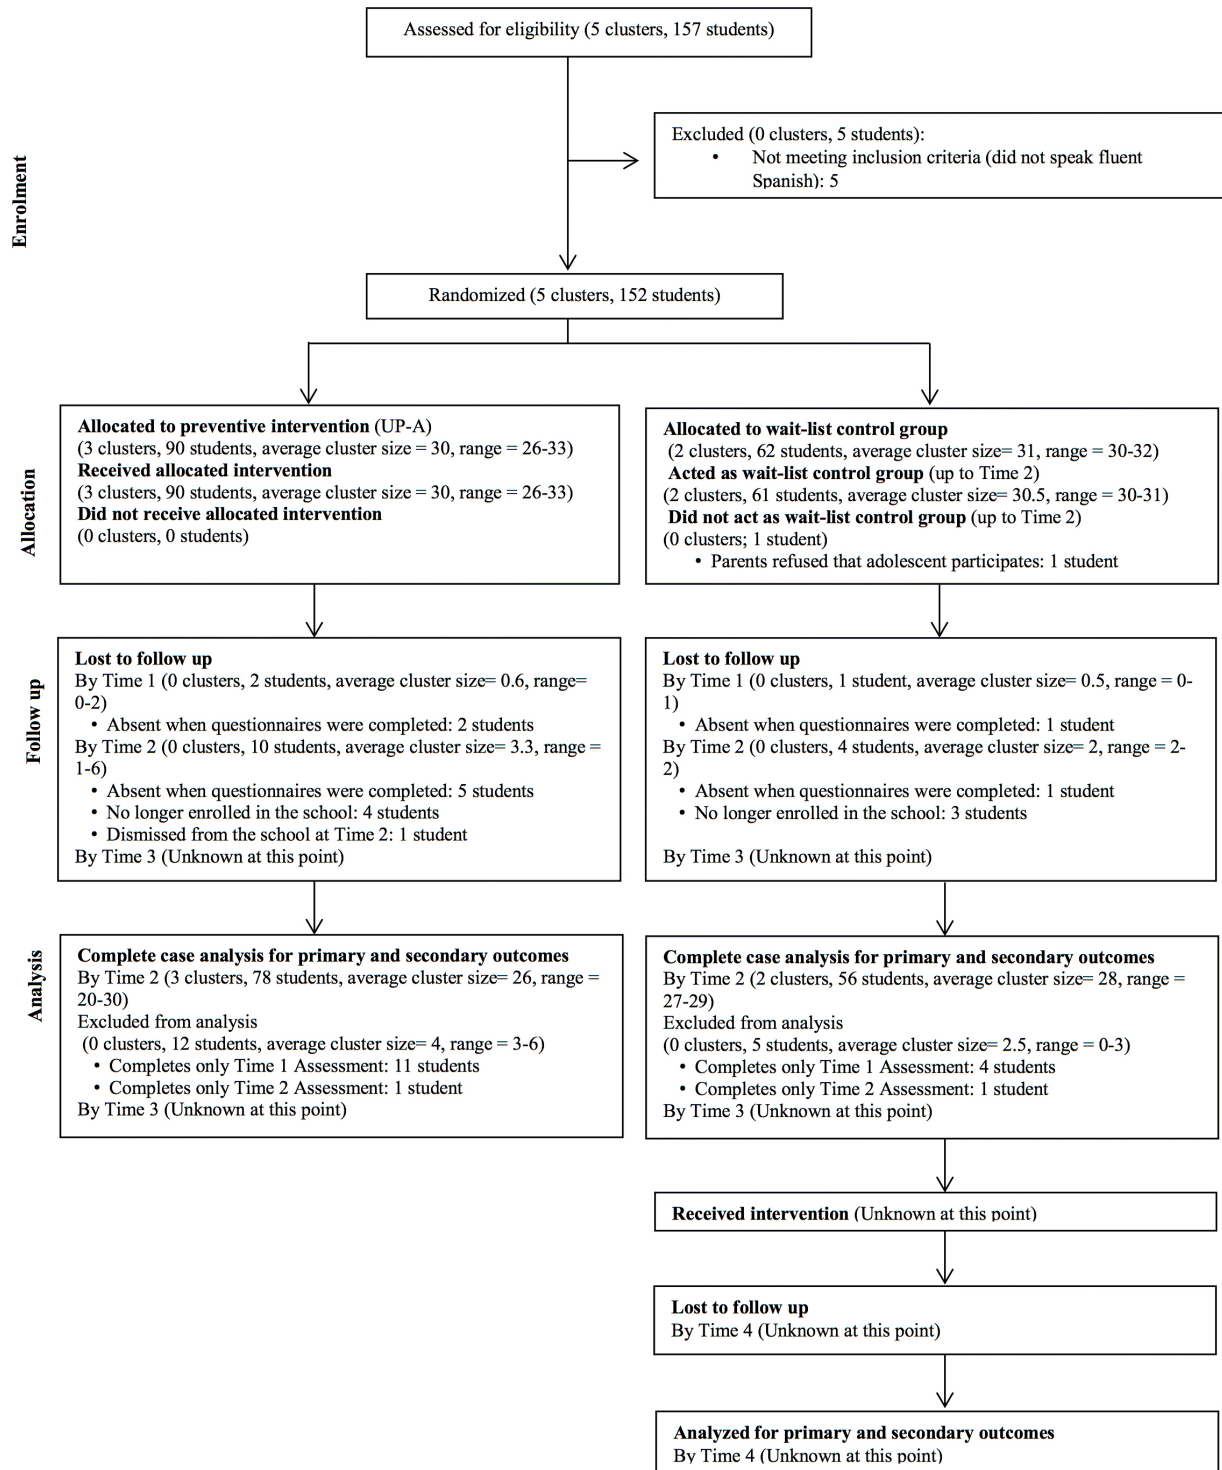 Assessed for eligibility (5 clusters, 157 students)
Enrolment
Excluded (0 clusters, 5 students):
• Not meeting inclusion criteria (did not speak fluent
Spanish): 5
Randomized (5 clusters, 152 students)
Allocation
Allocated to preventive intervention (UP-A)
(3 clusters, 90 students, average cluster size = 30, range = 26-33)
Received allocated intervention
(3 clusters, 90 students, average cluster size = 30, range = 26-33)
Did not receive allocated intervention
(0 clusters, 0 students)
Allocated to wait-list control group
(2 clusters, 62 students, average cluster size= 31, range = 30-32)
Acted as wait-list control group (up to Time 2)
(2 clusters, 61 students, average cluster size= 30.5, range = 30-31)
Did not act as wait-list control group (up to Time 2)
(0 clusters; 1 student)
• Parents refused that adolescent participates: 1 student
Follow up
Lost to follow up
By Time 1 (0 clusters, 2 students, average cluster size= 0.6, range=
0-2)
• Absent when questionnaires were completed: 2 students
By Time 2 (0 clusters, 10 students, average cluster size= 3.3, range =
1-6)
• Absent when questionnaires were completed: 5 students
• No longer enrolled in the school: 4 students
• Dismissed from the school at Time 2: 1 student
By Time 3 (Unknown at this point)
Lost to follow up
By Time 1 (0 clusters, 1 student, average cluster size= 0.5, range = 0-
1)
• Absent when questionnaires were completed: 1 student
By Time 2 (0 clusters, 4 students, average cluster size= 2, range = 2-
2)
• Absent when questionnaires were completed: 1 student
• No longer enrolled in the school: 3 students
By Time 3 (Unknown at this point)
Analysis
Complete case analysis for primary and secondary outcomes
By Time 2 (3 clusters, 78 students, average cluster size= 26, range =
20-30)
Excluded from analysis
(0 clusters, 12 students, average cluster size= 4, range = 3-6)
• Completes only Time 1 Assessment: 11 students
• Completes only Time 2 Assessment: 1 student
By Time 3 (Unknown at this point)
Complete case analysis for primary and secondary outcomes
By Time 2 (2 clusters, 56 students, average cluster size= 28, range =
27-29)
Excluded from analysis
(0 clusters, 5 students, average cluster size= 2.5, range = 0-3)
• Completes only Time 1 Assessment: 4 students
• Completes only Time 2 Assessment: 1 student
By Time 3 (Unknown at this point)
Received intervention (Unknown at this point)
Lost to follow up
By Time 4 (Unknown at this point)
Analyzed for primary and secondary outcomes
By Time 4 (Unknown at this point)